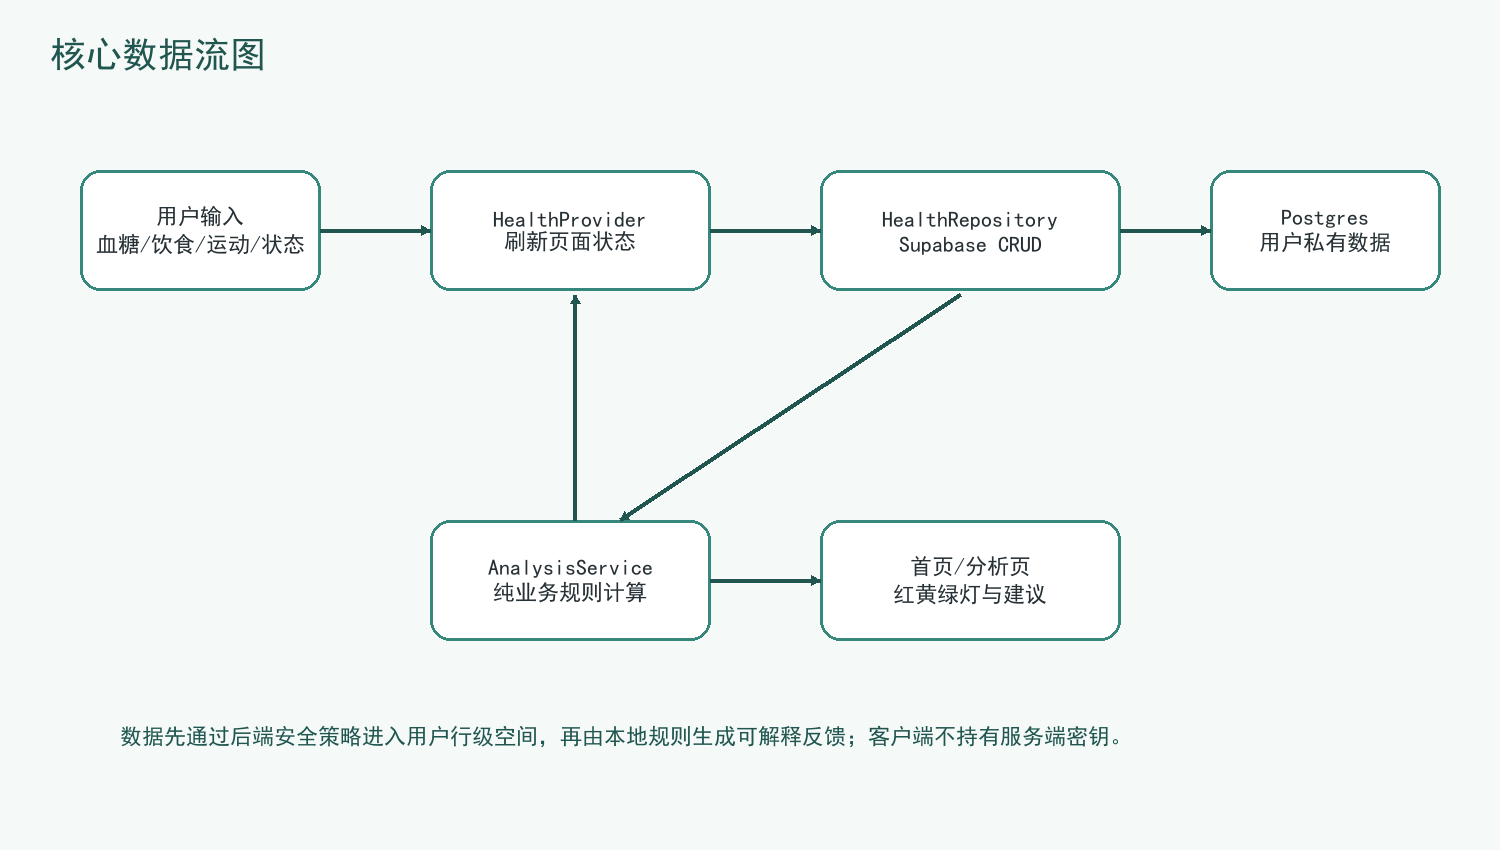 核心数据流图
用户输入
血糖/饮食/运动/状态
HealthProvider
刷新页面状态
HealthRepository
Supabase CRUD
Postgres
用户私有数据
AnalysisService
纯业务规则计算
首页/分析页
红黄绿灯与建议
数据先通过后端安全策略进入用户行级空间，再由本地规则生成可解释反馈；客户端不持有服务端密钥。